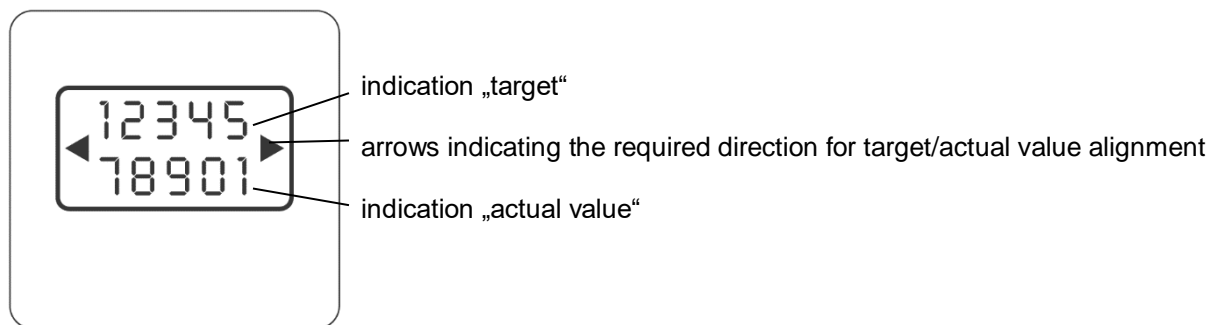 12345
78901
indication „target“
arrows indicating the required direction for target/actual value alignment
indication „actual value“